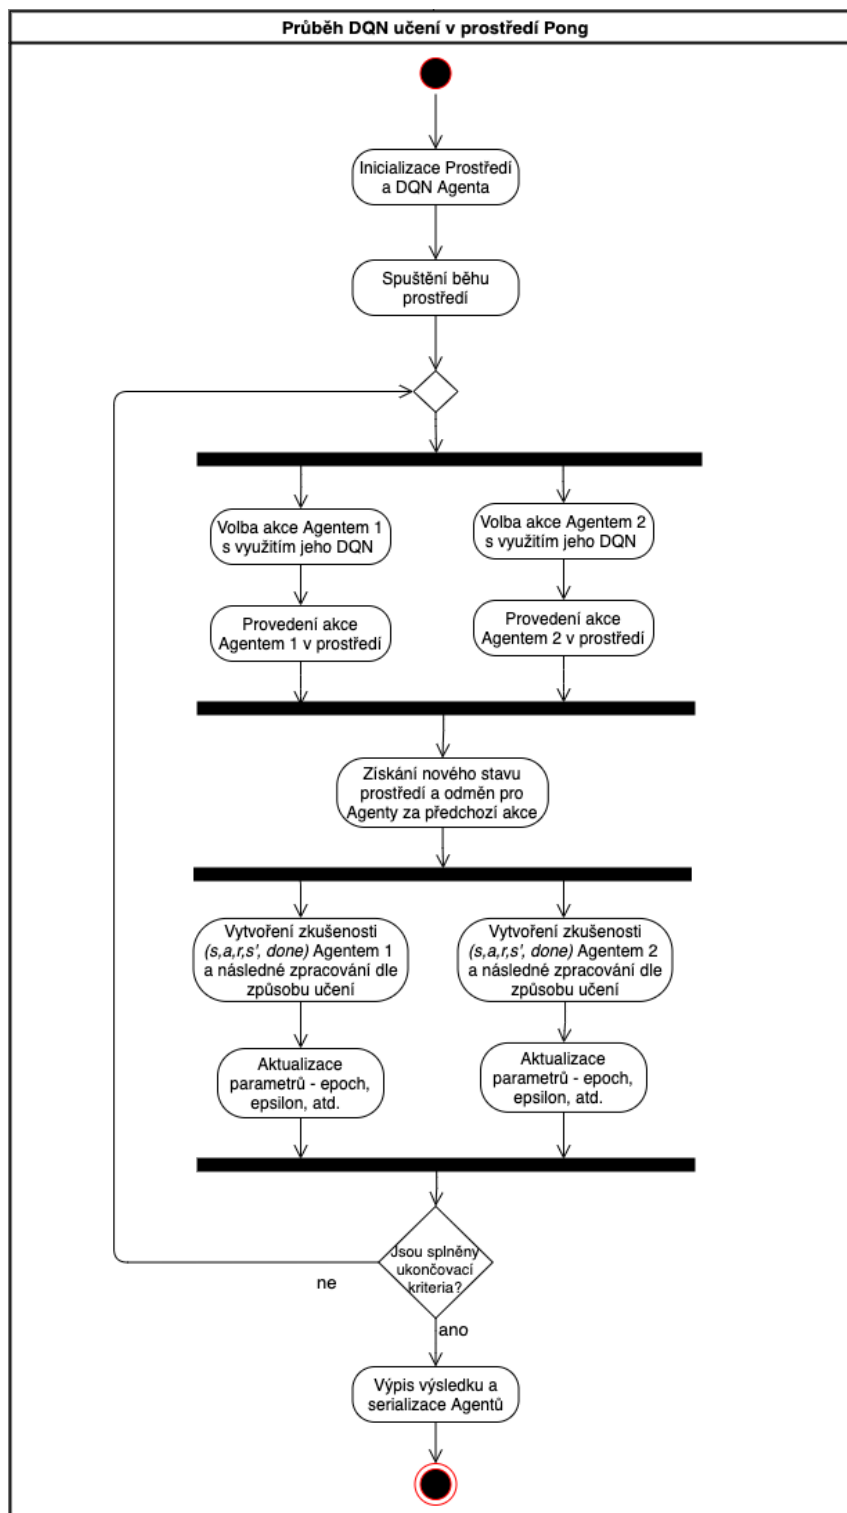 Průběh DQN učení v prostředí Pong
Inicializace Prostředí
a DQN Agenta
Spuštění běhu
prostředí
Volba akce Agentem 1
s využitím jeho DQN
Volba akce Agentem 2
s využitím jeho DQN
Provedení akce
Agentem 1 v prostředí
Provedení akce
Agentem 2 v prostředí
Získání nového stavu
prostředí a odměn pro
Agenty za předchozí akce
Vytvoření zkušenosti
(s,a,r,s', done) Agentem 1
a následné zpracování dle
způsobu učení
Vytvoření zkušenosti
(s,a,r,s', done) Agentem 2
a následné zpracování dle
způsobu učení
Aktualizace
parametrů - epoch,
epsilon, atd.
Aktualizace
parametrů - epoch,
epsilon, atd.
Jsou splněny
ukončovací
kriteria?
ne
ano
Výpis výsledku a
serializace Agentů